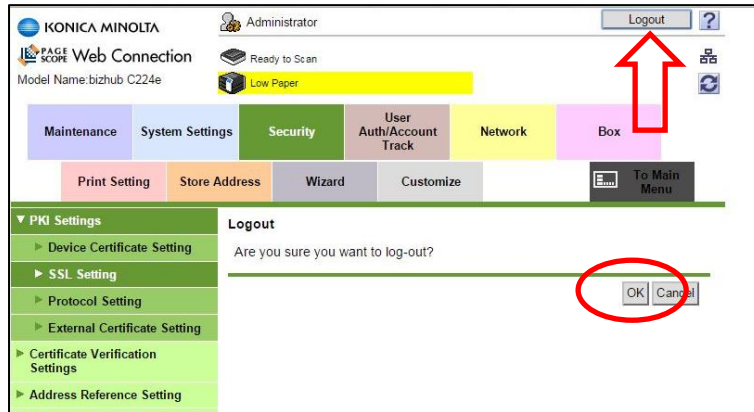 KONICA MINOLTA
Administrator
Logout
?
PAGE SCOPE Web Connection
Ready to Scan
Model Name:bizhub C224e
Low Paper
Maintenance
System Settings
Security
User
Auth/Account
Track
Network
Box
Print Setting
Store Address
Wizard
Customize
To Main
Menu
PKI Settings
Device Certificate Setting
SSL Setting
Protocol Setting
External Certificate Setting
Certificate Verification
Settings
Address Reference Setting
Logout
Are you sure you want to log-out?
OK
Cancel